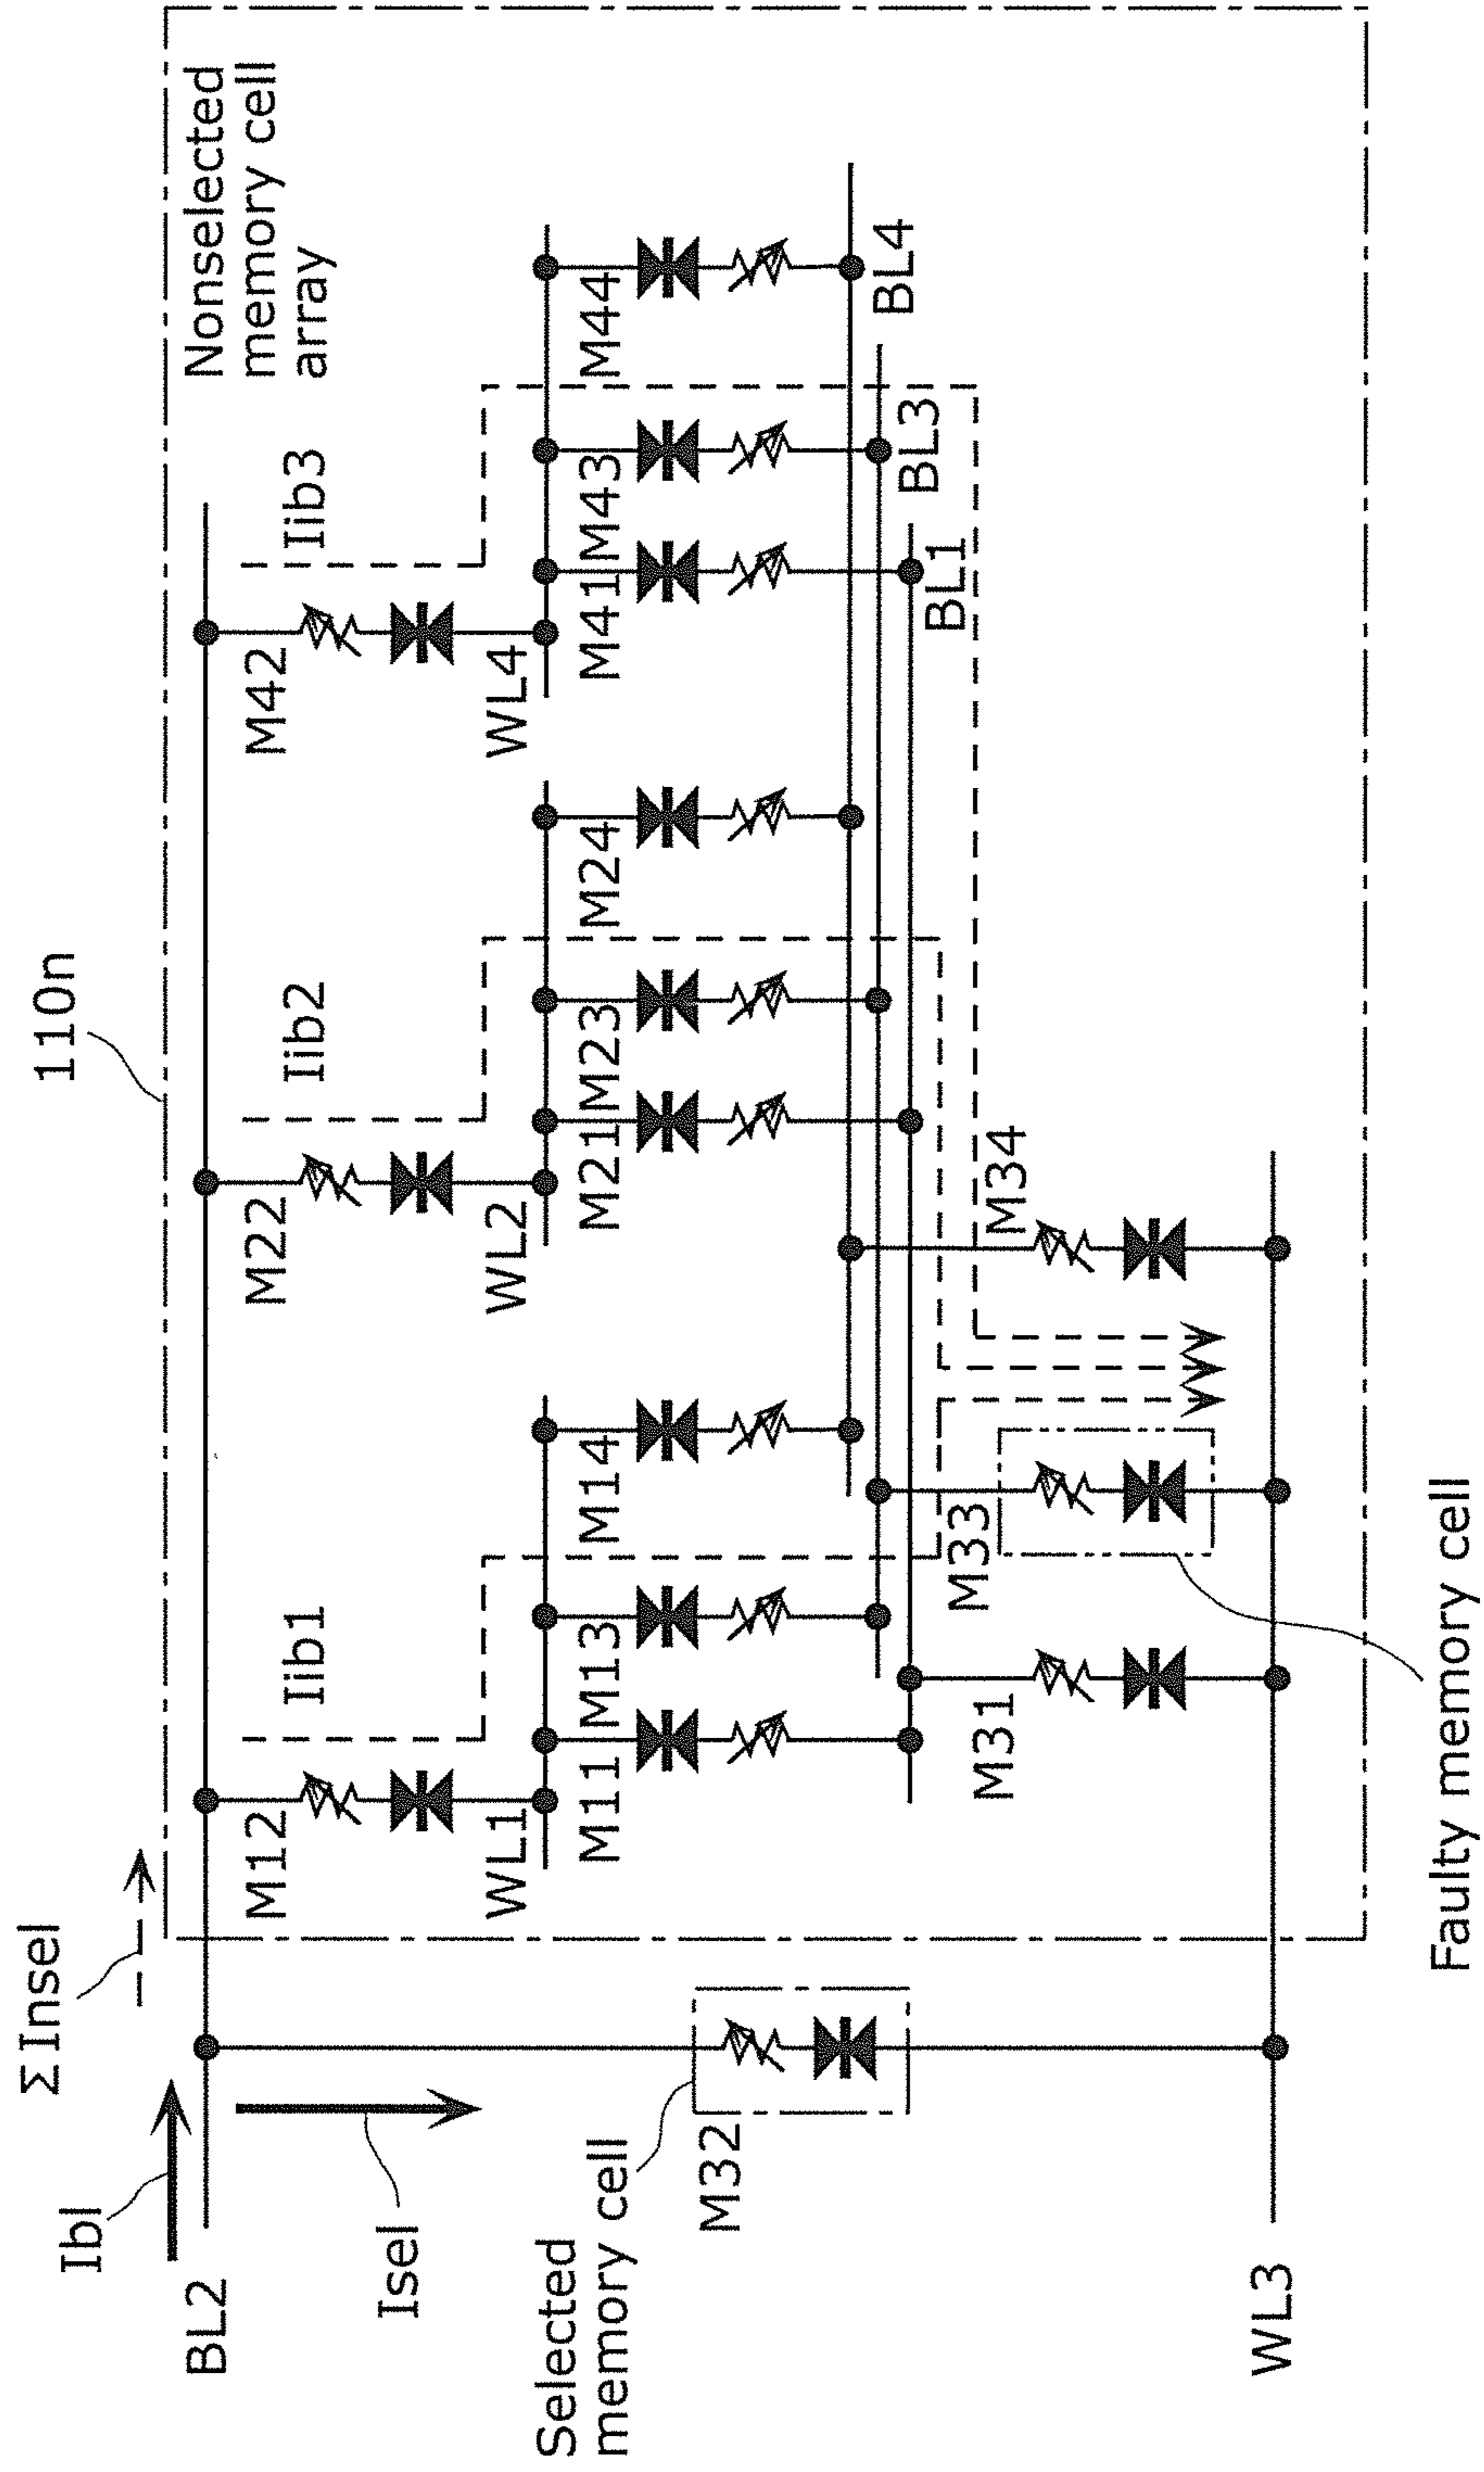 110n
ΣInsel
Ibl
BL2
Isel
Nonselected
memory cell
array
M12
Iib1
M22
Iib2
M42
Iib3
WL1
WL2
WL4
M11
M13
M14
M21
M23
M24
M41
M43
M44
BL4
BL3
BL1
Selected
memory cell
M32
M31
M33
M34
WL3
Faulty memory cell